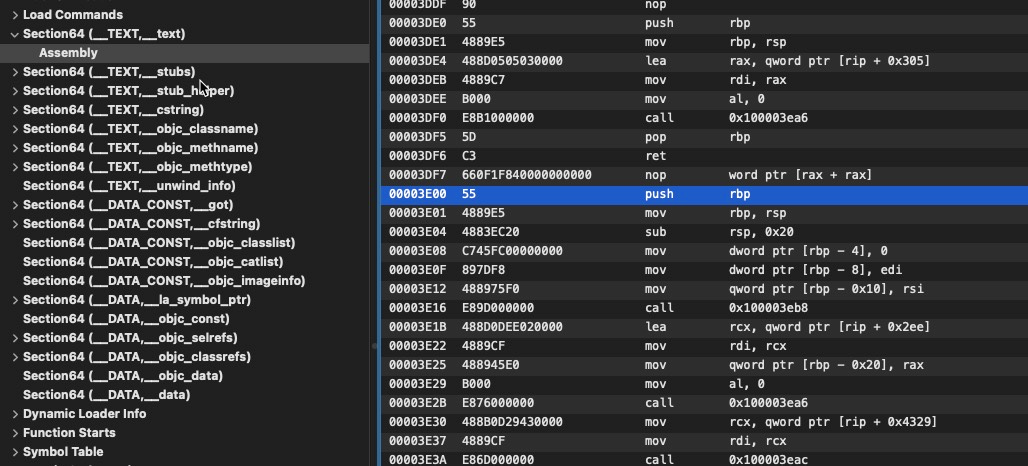 Load Commands
Section64 (__TEXT,__text)
Assembly
Section64 (__TEXT,__stubs)
Section64 (__TEXT,__stub_helper)
Section64 (__TEXT,__cstring)
Section64 (__TEXT,__objc_classname)
Section64 (__TEXT,__objc_methname)
Section64 (__TEXT,__objc_methtype)
Section64 (__TEXT,__unwind_info)
Section64 (__DATA_CONST,__got)
Section64 (__DATA_CONST,__cfstring)
Section64 (__DATA_CONST,__objc_classlist)
Section64 (__DATA_CONST,__objc_catlist)
Section64 (__DATA_CONST,__objc_imageinfo)
Section64 (__DATA,__la_symbol_ptr)
Section64 (__DATA,__objc_const)
Section64 (__DATA,__objc_selrefs)
Section64 (__DATA,__objc_classrefs)
Section64 (__DATA,__objc_data)
Section64 (__DATA,__data)
Dynamic Loader Info
Function Starts
Symbol Table
00003DDF 90 nop
00003DE0 55 push rbp
00003DE1 4889E5 mov rbp, rsp
00003DE4 488D0505030000 lea rax, qword ptr [rip + 0x305]
00003DEB 4889C7 mov rdi, rax
00003DEE B000 mov al, 0
00003DF0 E8B1000000 call 0x100003ea6
00003DF5 5D pop rbp
00003DF6 C3 ret
00003DF7 660F1F840000000000 nop word ptr [rax + rax]
00003E00 55 push rbp
00003E01 4889E5 mov rbp, rsp
00003E04 4883EC20 sub rsp, 0x20
00003E08 C745FC00000000 mov dword ptr [rbp - 4], 0
00003E0F 897DF8 mov dword ptr [rbp - 8], edi
00003E12 488975F0 mov qword ptr [rbp - 0x10], rsi
00003E16 E89D000000 call 0x100003eb8
00003E1B 488D0DEE020000 lea rcx, qword ptr [rip + 0x2ee]
00003E22 4889CF mov rdi, rcx
00003E25 488945E0 mov qword ptr [rbp - 0x20], rax
00003E29 B000 mov al, 0
00003E2B E876000000 call 0x100003ea6
00003E30 488B0D29430000 mov rcx, qword ptr [rip + 0x4329]
00003E37 4889CF mov rdi, rcx
00003E3A E86D000000 call 0x100003eac